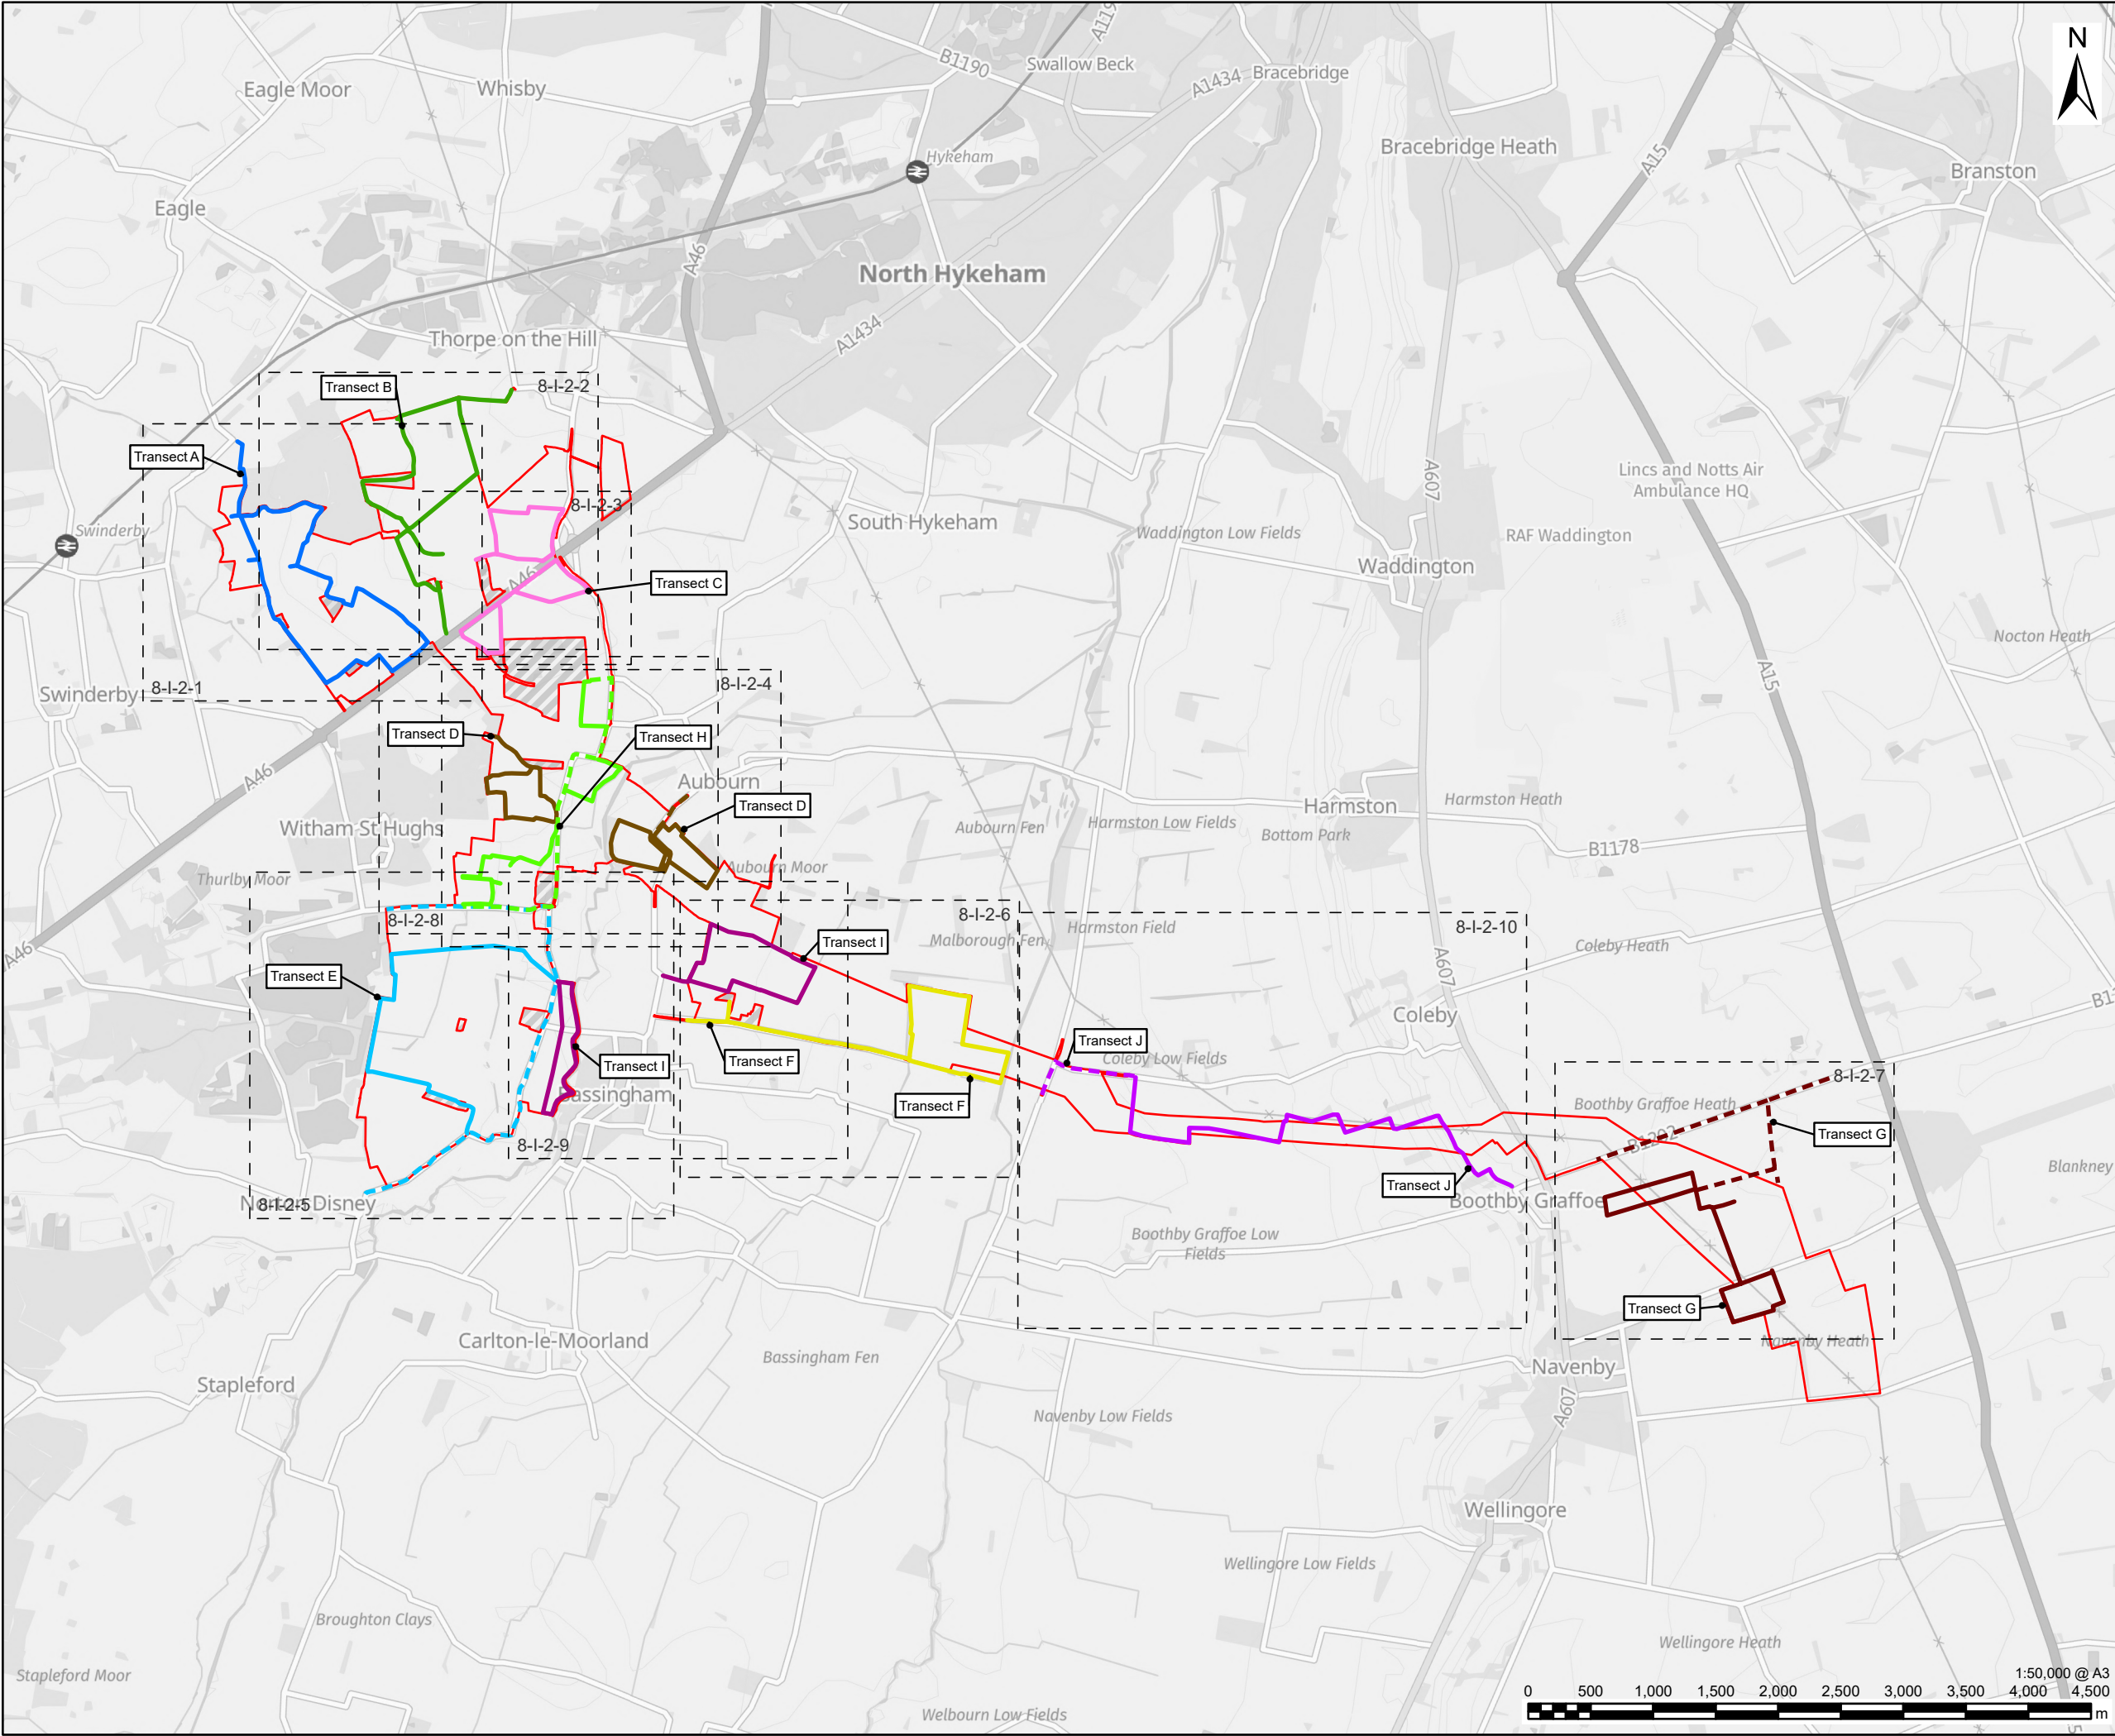 N
A119
B1190
Swallow Beck
Bracebridge
A1434
Eagle Moor
Whisby
Hykeham
Bracebridge Heath
A15
Branston
Eagle
A46
North Hykeham
A1434
Thorpe on the Hill
Transect B
8-I-2-2
Transect A
Swinderby
8-I-2-3
A46
Transect C
South Hykeham
Waddington Low Fields
A607
Lincs and Notts Air
Ambulance HQ
RAF Waddington
Waddington
Nocton Heath
A15
Swinderby
8-I-2-1
8-I-2-4
Transect D
Transect H
A46
Aubourn
Transect D
Witham St Hughs
Aubourn Fen
Harmston Low Fields
Harmston
Harmston Heath
Bottom Park
B1178
Thurlby Moor
Aubourn Moor
A46
8-I-2-8
8-I-2-6
Malborough Fen
Harmston Field
8-I-2-10
Coleby Heath
A607
Transect I
Transect E
Coleby
Transect J
Coleby Low Fields
Transect F
Transect I
Bassingham
Transect F
8-I-2-7
Boothby Graffoe Heath
B1202
Transect G
8-I-2-9
Blankney
Transect J
Boothby Graffoe
Norton Disney
8-I-2-5
Boothby Graffoe Low
Fields
Transect G
Navenby Heath
Carlton-le-Moorland
Bassingham Fen
Navenby
Stapleford
A607
Navenby Low Fields
Wellingore
Wellingore Low Fields
Broughton Clays
Wellingore Heath
Stapleford Moor
Welbourn Low Fields
1:50,000 @ A3
0 500 1,000 1,500 2,000 2,500 3,000 3,500 4,000 4,500
m